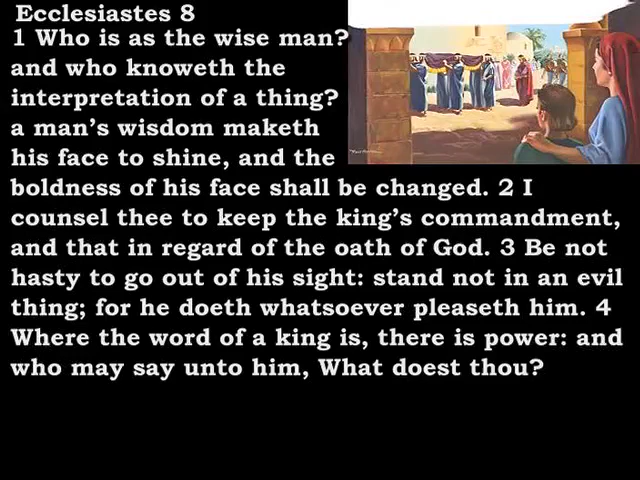 Ecclesiastes 8
1 Who is as the wise man?
and who knoweth the
interpretation of a thing?
a man's wisdom maketh
his face to shine, and the
boldness of his face shall be changed. 2 I
counsel thee to keep the king's commandment,
and that in regard of the oath of God. 3 Be not
hasty to go out of his sight: stand not in an evil
thing; for he doeth whatsoever pleaseth him. 4
Where the word of a king is, there is power: and
who may say unto him, What doest thou?